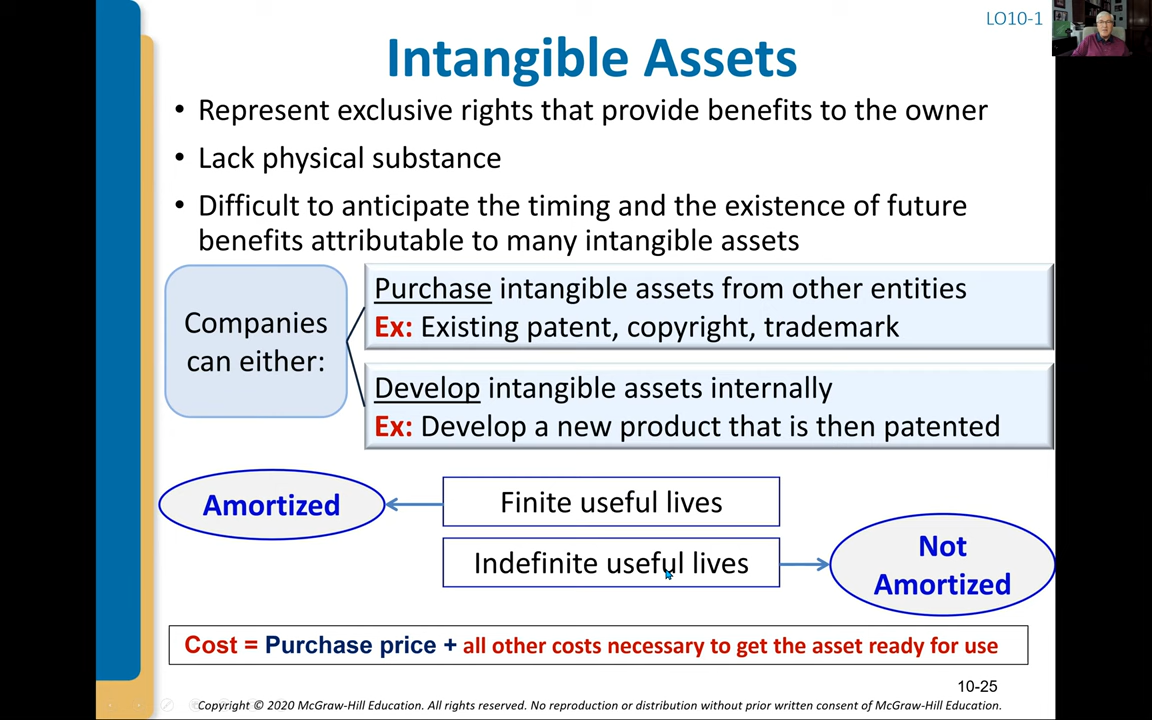 LO10-1
Intangible Assets
• Represent exclusive rights that provide benefits to the owner
• Lack physical substance
• Difficult to anticipate the timing and the existence of future
benefits attributable to many intangible assets
Companies
can either:
Purchase intangible assets from other entities
Ex: Existing patent, copyright, trademark
Develop intangible assets internally
Ex: Develop a new product that is then patented
Amortized
Finite useful lives
Indefinite useful lives
Not
Amortized
Cost = Purchase price + all other costs necessary to get the asset ready for use
10-25
Copyright © 2020 McGraw-Hill Education. All rights reserved. No reproduction or distribution without prior written consent of McGraw-Hill Education.